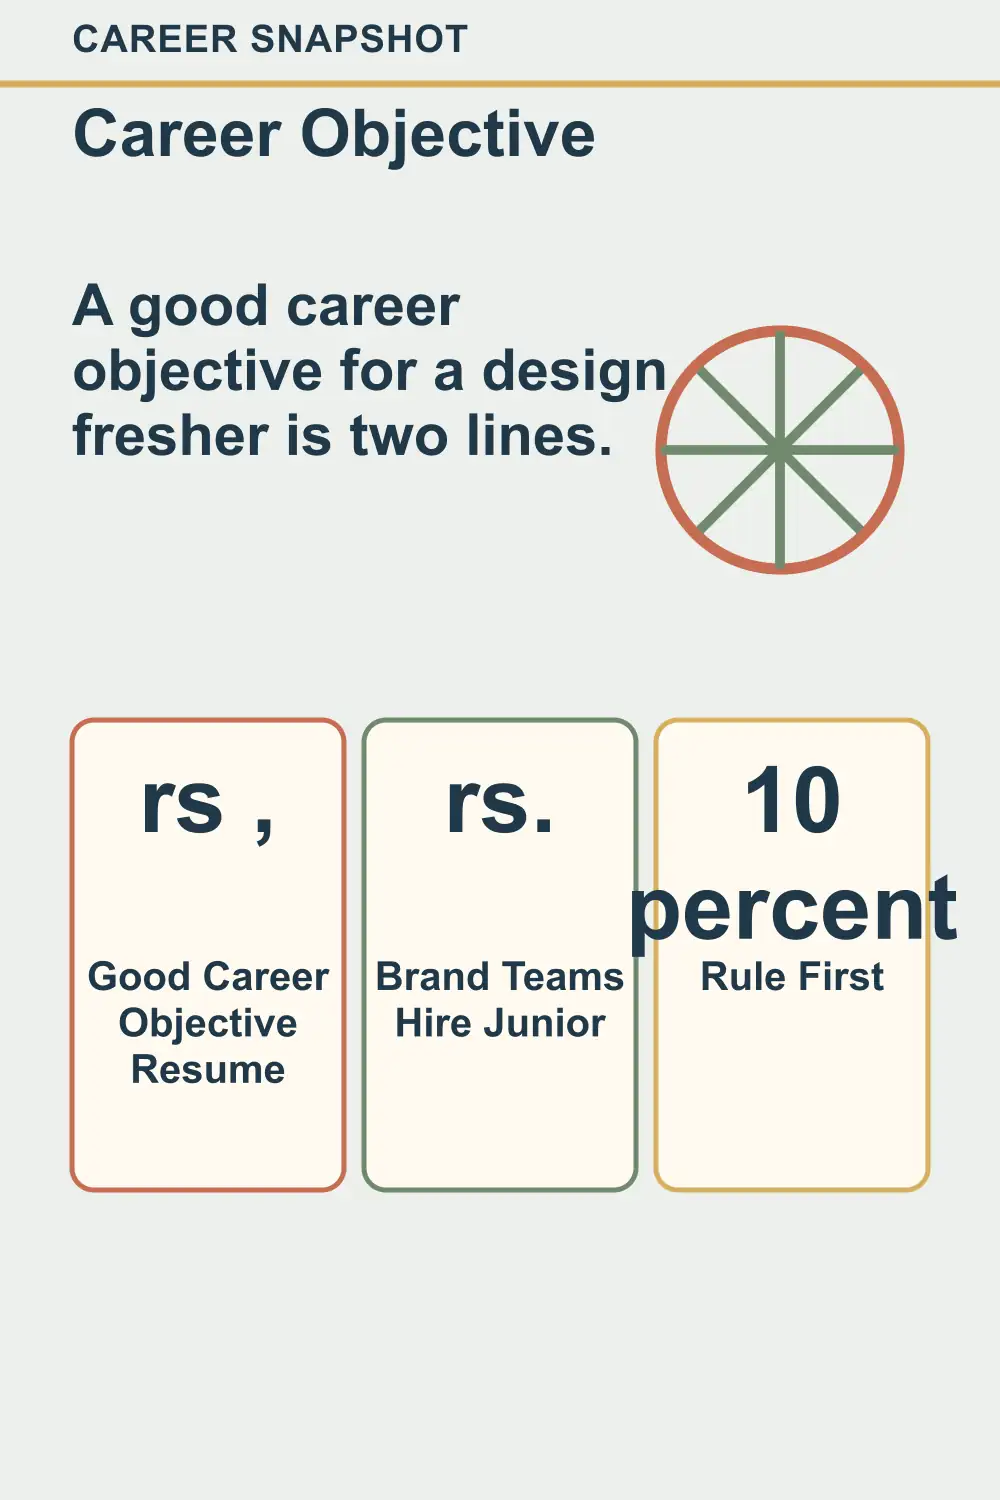 CAREER SNAPSHOT
Career Objective
A good career
objective for a design
fresher is two lines.
rs ,
Good Career
Objective
Resume
rs.
Brand Teams
Hire Junior
10
percent
Rule First